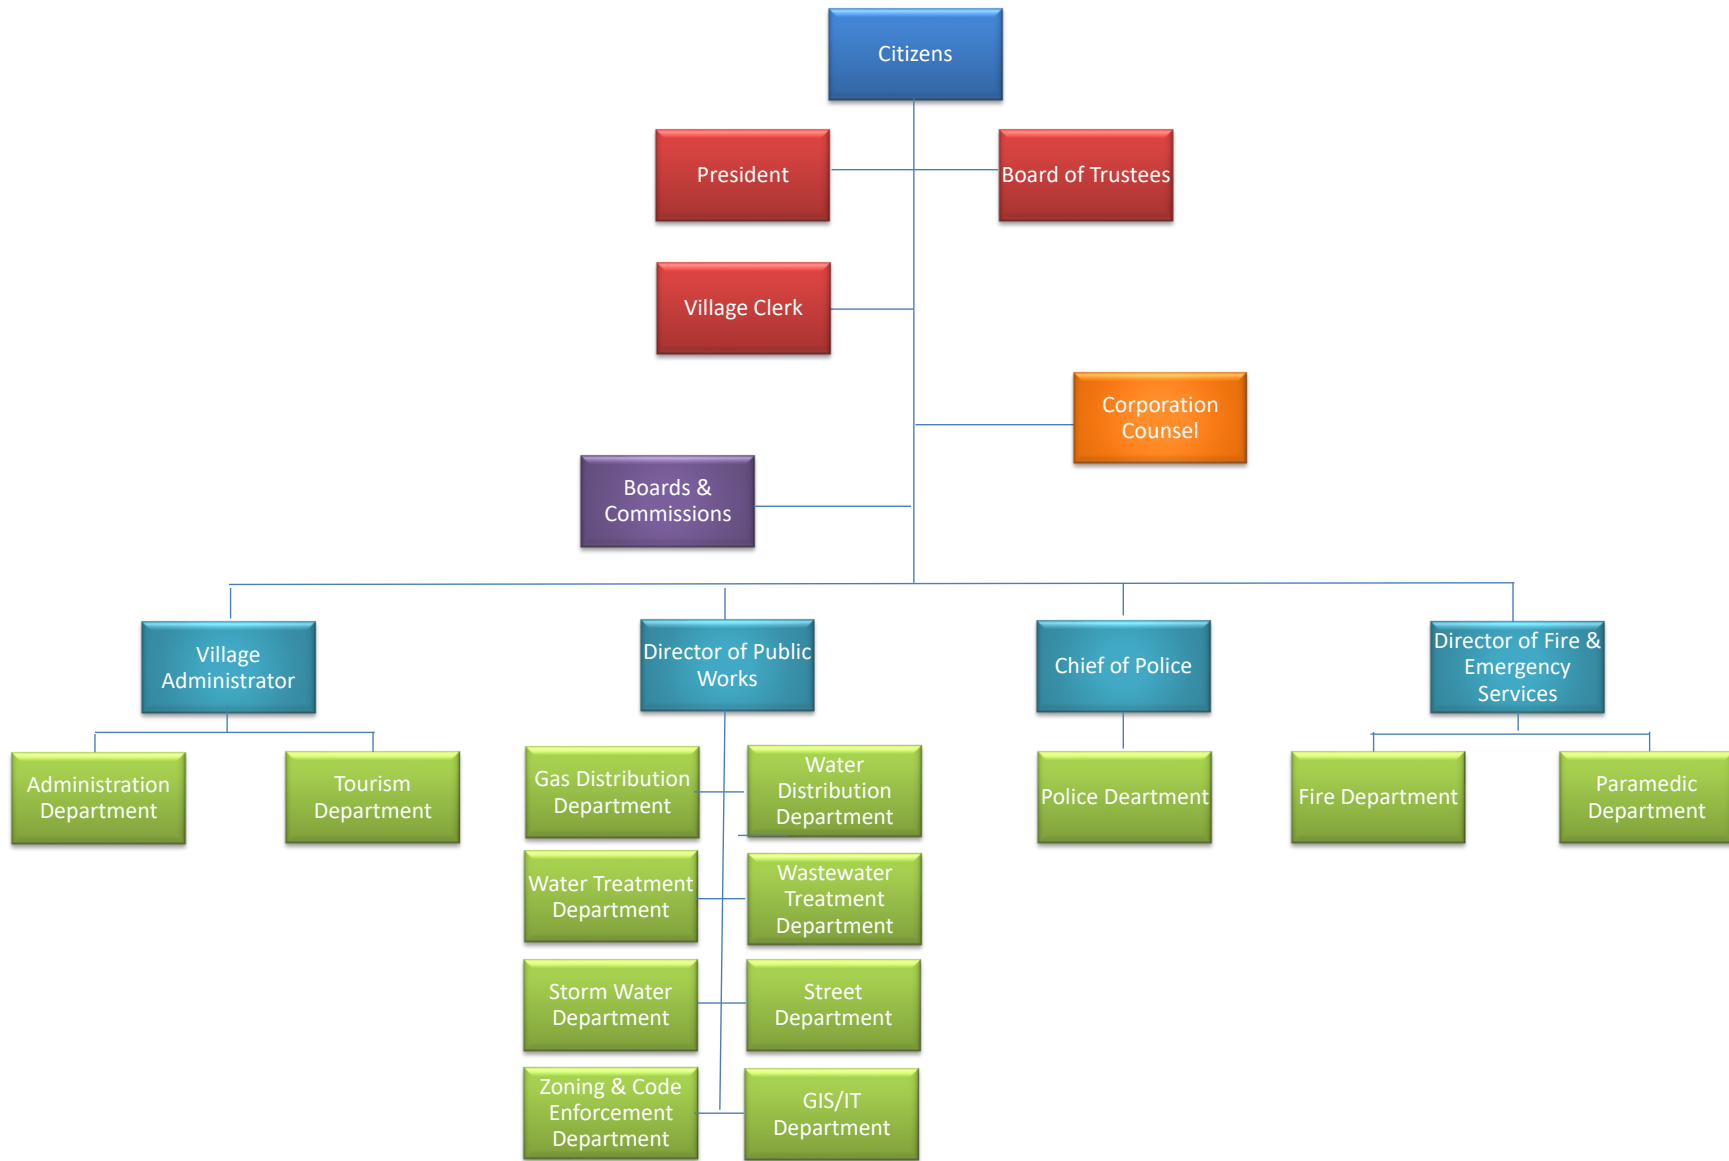 Citizens
President
Board of Trustees
Village Clerk
Corporation
Counsel
Boards &
Commissions
Village
Administrator
Director of Public
Works
Chief of Police
Director of Fire &
Emergency
Services
Administration
Department
Tourism
Department
Gas Distribution
Department
Water
Distribution
Department
Police Deartment
Fire Department
Paramedic
Department
Water Treatment
Department
Wastewater
Treatment
Department
Storm Water
Department
Street
Department
Zoning & Code
Enforcement
Department
GIS/IT
Department